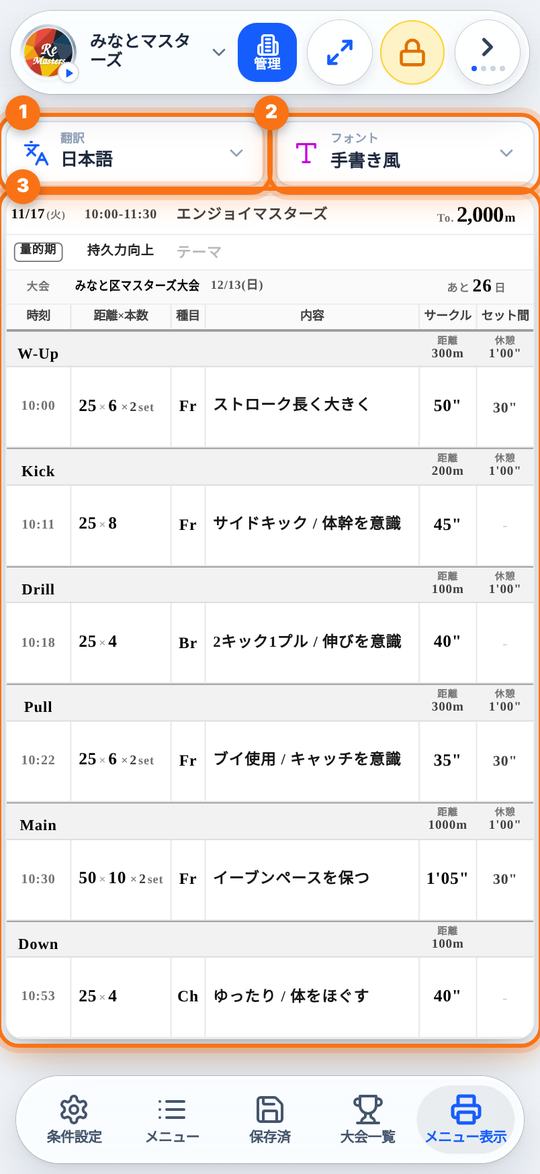 Re
Masters
みなとマスターズ
管理
1
2
翻訳
日本語
フォント
手書き風
3
11/17(火) 10:00-11:30 エンジョイマスターズ To. 2,000m
量的期 持久力向上 テーマ
大会 みなと区マスターズ大会 12/13(日) あと 26 日
時刻 距離×本数 種目 内容 サークル セット間
W-Up 距離 300m 休憩 1'00"
10:00 25 × 6 × 2 set Fr ストローク長く大きく 50" 30"
Kick 距離 200m 休憩 1'00"
10:11 25 × 8 Fr サイドキック / 体幹を意識 45" -
Drill 距離 100m 休憩 1'00"
10:18 25 × 4 Br 2キック1プル / 伸びを意識 40" -
Pull 距離 300m 休憩 1'00"
10:22 25 × 6 × 2 set Fr ブイ使用 / キャッチを意識 35" 30"
Main 距離 1000m 休憩 1'00"
10:30 50 × 10 × 2 set Fr イーブンペースを保つ 1'05" 30"
Down 距離 100m
10:53 25 × 4 Ch ゆったり / 体をほぐす 40" -
条件設定 メニュー 保存済 大会一覧 メニュー表示